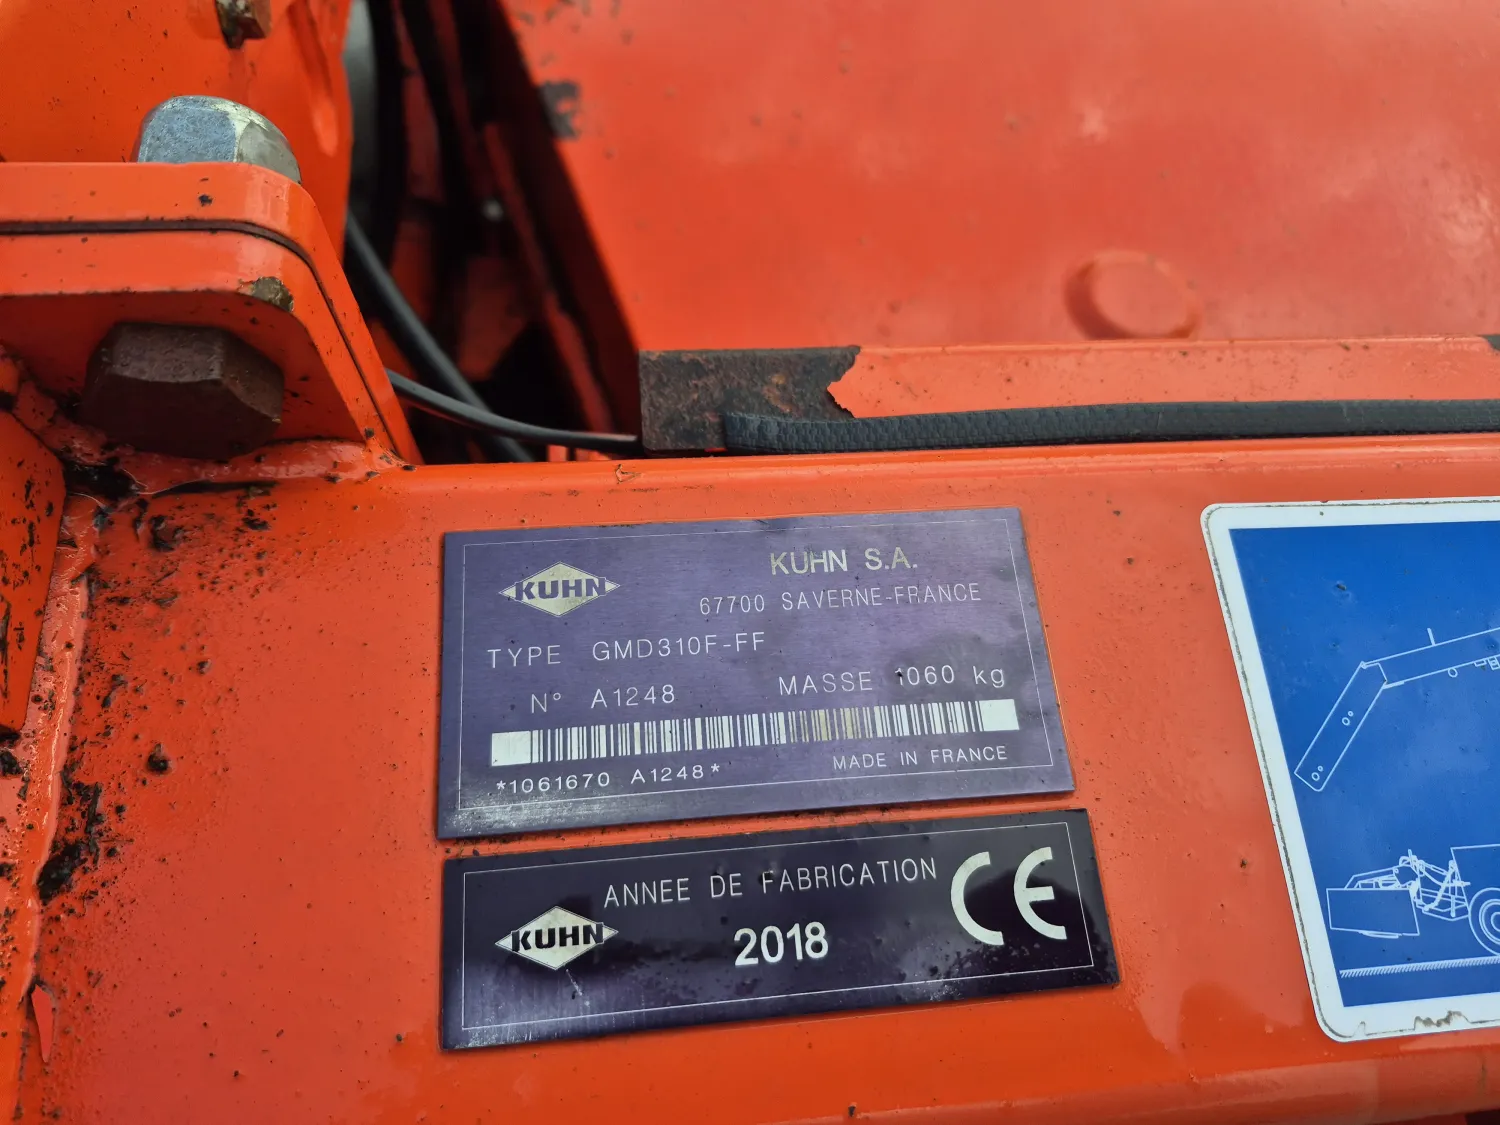 KUHN
KUHN S.A.
67700 SAVERNE-FRANCE
TYPE GMD310F-FF
N° A1248
MASSE 1060 kg
*1061670 A1248*
MADE IN FRANCE
KUHN
ANNEE DE FABRICATION
2018
CE